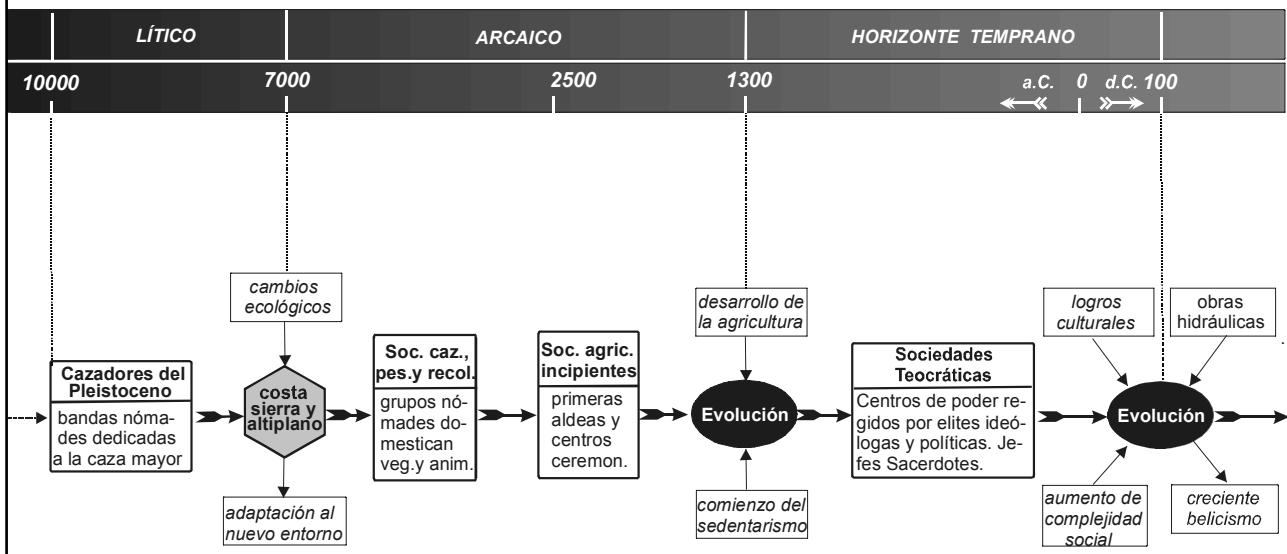 LÍTICO
ARCAICO
HORIZONTE TEMPRANO
10000
7000
2500
1300
a.C.
0
d.C.
100
cambios
ecológicos
desarrollo de
la agricultura
logros
culturales
obras
hidráulicas
.
Cazadores del
Pleistoceno
bandas nóma-
des dedicadas
a la caza mayor
costa
sierra y
altiplano
Soc. caz.,
pes.y recol.
grupos nó-
mades do-
mestican
veg.y anim.
Soc. agric.
incipientes
primeras
aldeas y
centros
ceremon.
Evolución
Sociedades
Teocráticas
Centros de poder re-
gidos por elites ideó-
logas y políticas. Je-
fes Sacerdotes.
Evolución
adaptación al
nuevo entorno
comienzo del
sedentarismo
aumento de
complejidad
social
creciente
belicismo